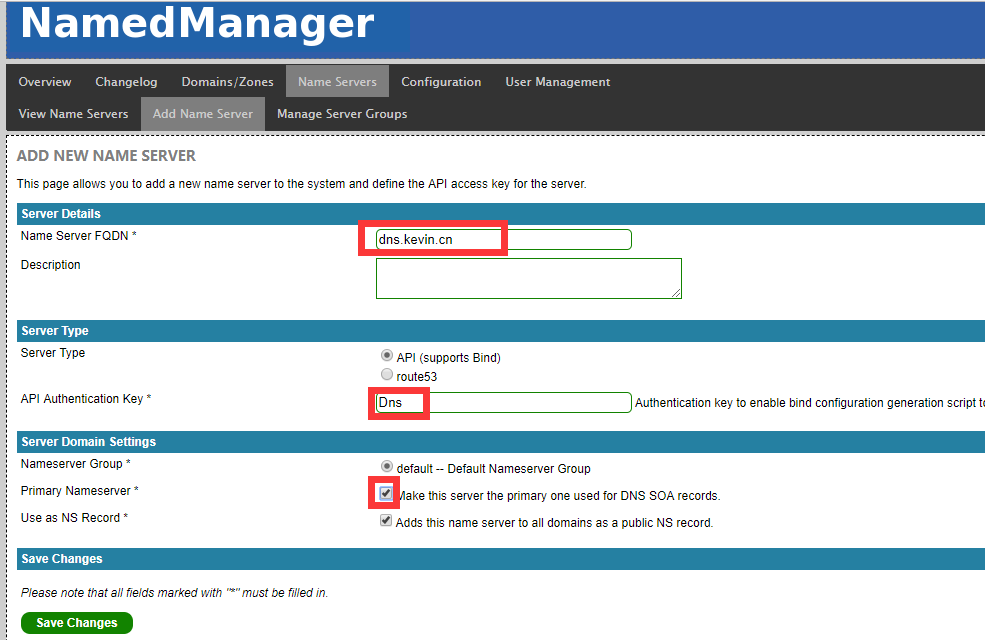 NamedManager
Overview Changelog Domains/Zones Name Servers Configuration User Management
View Name Servers Add Name Server Manage Server Groups
ADD NEW NAME SERVER
This page allows you to add a new name server to the system and define the API access key for the server.
Server Details
Name Server FQDN * dns.kevin.cn
Description
Server Type
Server Type API (supports Bind)
route53
API Authentication Key * Dns Authentication key to enable bind configuration generation script to
Server Domain Settings
Nameserver Group * default -- Default Nameserver Group
Primary Nameserver * Make this server the primary one used for DNS SOA records.
Use as NS Record * Adds this name server to all domains as a public NS record.
Save Changes
Please note that all fields marked with "*" must be filled in.
Save Changes